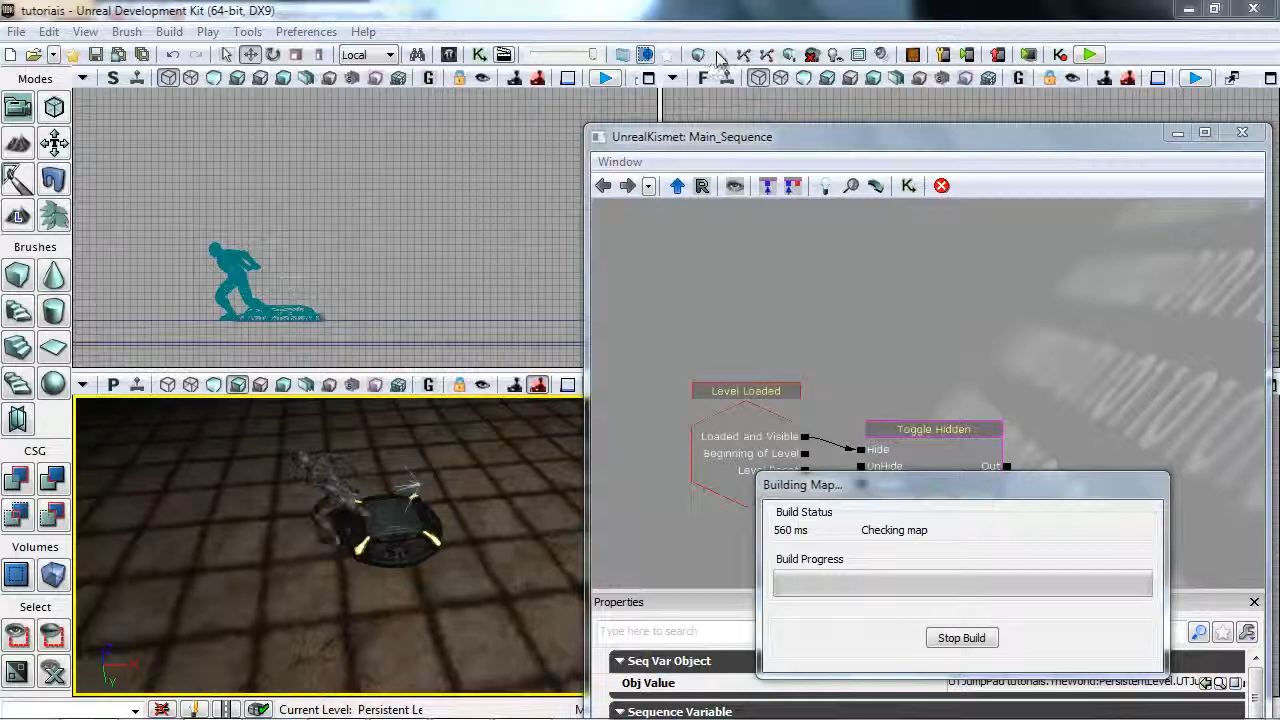 tutoriais - Unreal Development Kit (64-bit, DX9)
File Edit View Brush Build Play Tools Preferences Help
Local
Modes
S
G
F
G
UnrealKismet: Main_Sequence
Window
Brushes
Level Loaded
Loaded and Visible
Beginning of Level
Toggle Hidden
Hide
UnHide
Out
P
G
CSG
Building Map...
Build Status
560 ms Checking map
Build Progress
Stop Build
Volumes
Select
Properties
Type here to search
Seq Var Object
Obj Value
Sequence Variable
Z
X
Y
Current Level: Persistent Le